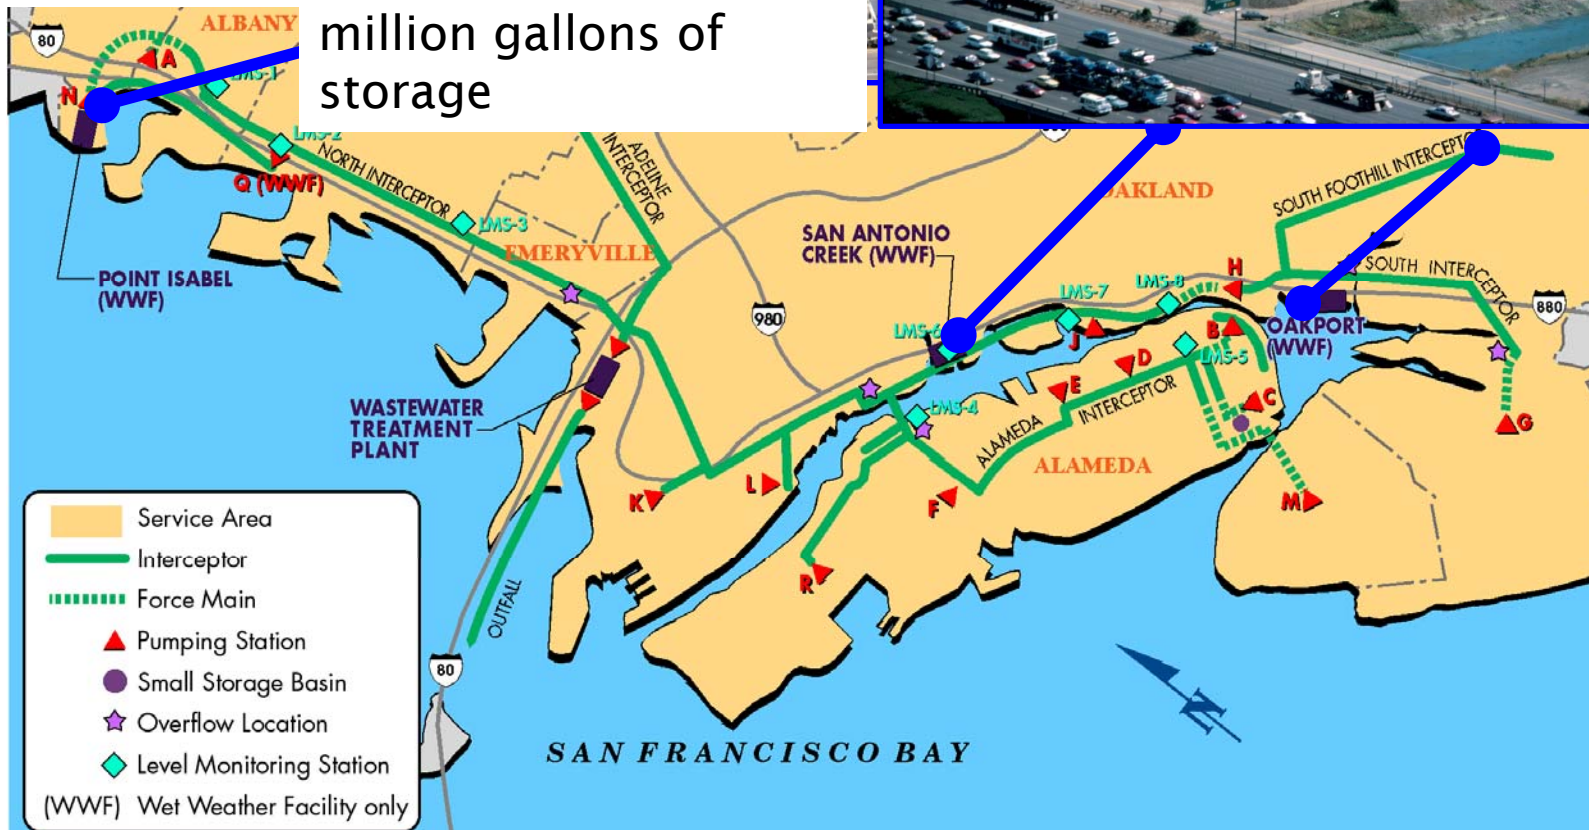 million gallons of
storage
80
ALBANY
A
LMS-1
N
LMS-2
Q (WWF)
NORTH INTERCEPTOR
LMS-3
EMERYVILLE
ADELINE
INTERCEPTOR
POINT ISABEL
(WWF)
980
SAN ANTONIO
CREEK (WWF)
OAKLAND
SOUTH FOOTHILL INTERCEPTOR
SOUTH INTERCEPTOR
H
LMS-8
LMS-7
LMS-6
J
B
OAKPORT
(WWF)
880
LMS-5
D
E
C
G
LMS-4
ALAMEDA
INTERCEPTOR
ALAMEDA
WASTEWATER
TREATMENT
PLANT
K
L
F
M
R
OUTFALL
80
N
SAN FRANCISCO BAY
Service Area
Interceptor
Force Main
Pumping Station
Small Storage Basin
Overflow Location
Level Monitoring Station
(WWF) Wet Weather Facility only